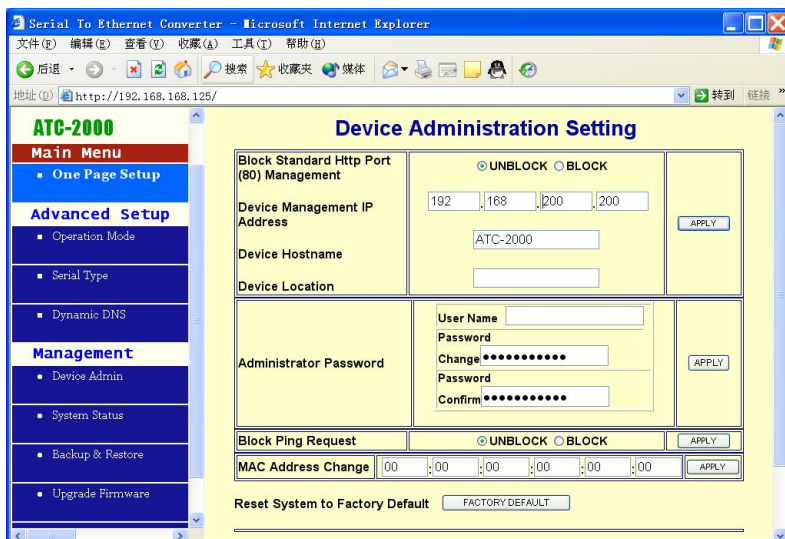 Serial To Ethernet Converter - Microsoft Internet Explorer
文件(F) 编辑(E) 查看(V) 收藏(A) 工具(T) 帮助(H)
后退 搜索 收藏夹 媒体
地址(D) http://192.168.168.125/ 转到 链接 »
ATC-2000
Main Menu
One Page Setup
Advanced Setup
Operation Mode
Serial Type
Dynamic DNS
Management
Device Admin
System Status
Backup & Restore
Upgrade Firmware
Device Administration Setting
Block Standard Http Port (80) Management UNBLOCK BLOCK
Device Management IP Address 192 . 168 . 200 . 200
APPLY
Device Hostname ATC-2000
Device Location
Administrator Password
User Name
Password Change ●●●●●●●●●●●
Password Confirm ●●●●●●●●●●●
APPLY
Block Ping Request UNBLOCK BLOCK APPLY
MAC Address Change 00 :00 :00 :00 :00 :00 APPLY
Reset System to Factory Default FACTORY DEFAULT